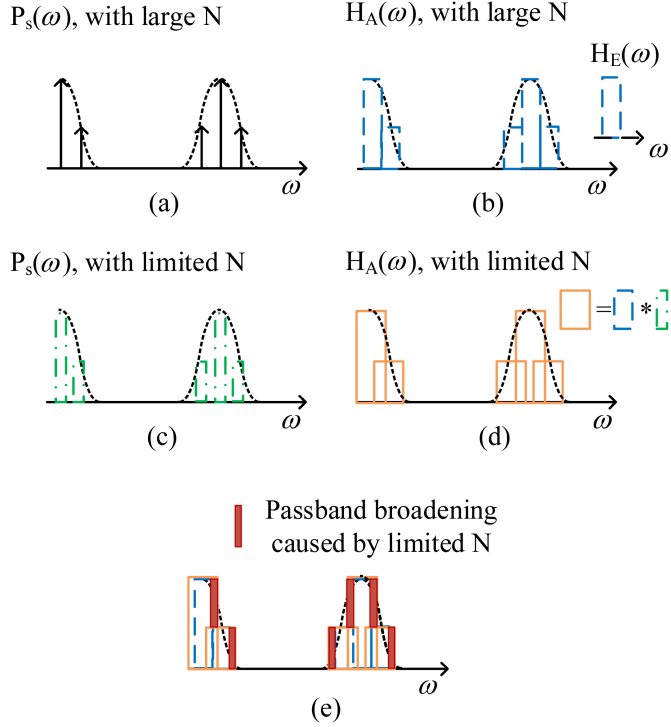 Pₛ(ω), with large N
H_A(ω), with large N
H_E(ω)
ω
ω
ω
(a)
(b)
Pₛ(ω), with limited N
H_A(ω), with limited N
= *
ω
ω
(c)
(d)
Passband broadening
caused by limited N
ω
(e)